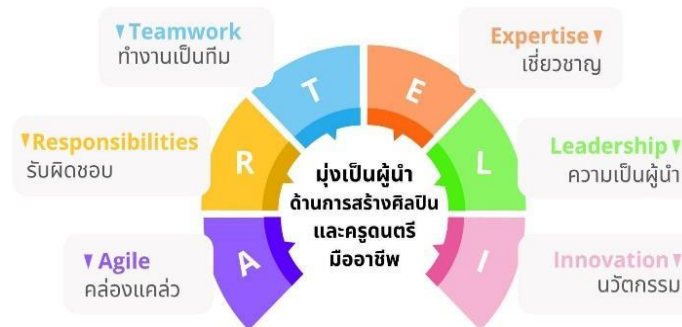 ▼Teamwork
ทำงานเป็นทีม
Expertise▼
เชี่ยวชาญ
▼Responsibilities
รับผิดชอบ
Leadership▼
ความเป็นผู้นำ
▼Agile
คล่องแคล่ว
Innovation▼
นวัตกรรม
A
R
T
E
L
I
มุ่งเป็นผู้นำ
ด้านการสร้างศิลปิน
และครูดนตรี
มืออาชีพ